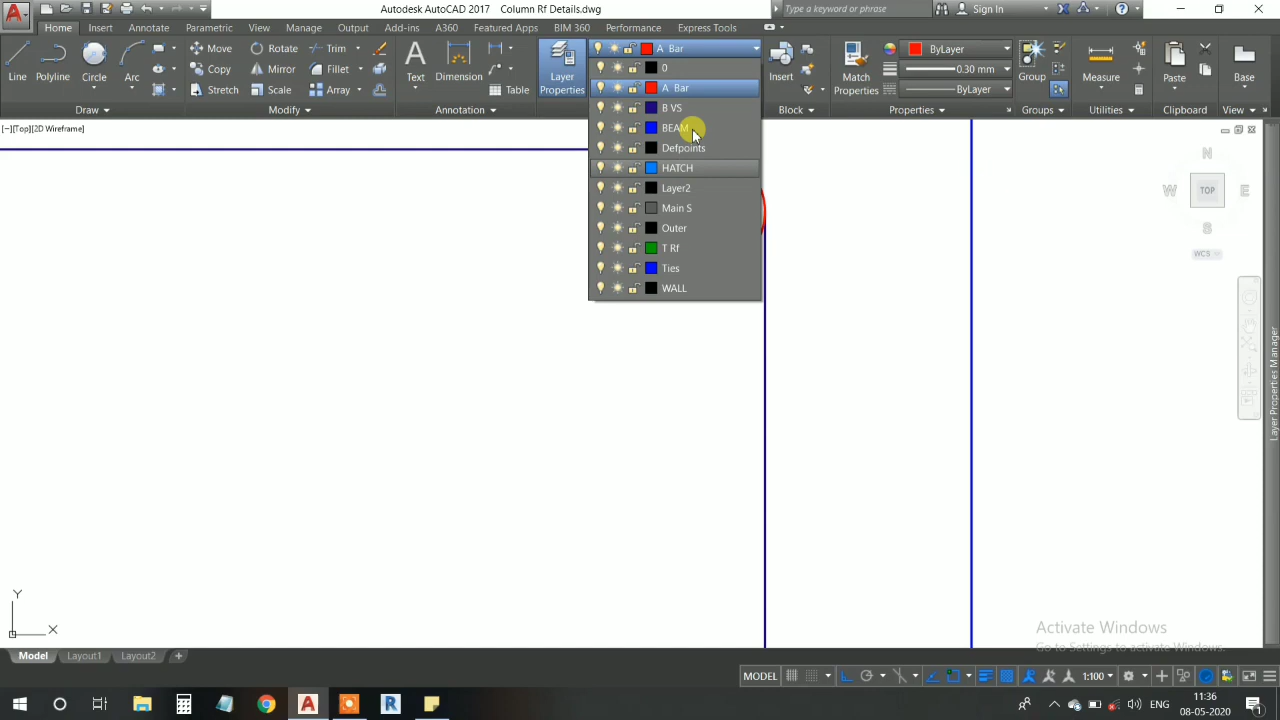 Autodesk AutoCAD 2017 Column Rf Details.dwg
Type a keyword or phrase
Sign In
Home Insert Annotate Parametric View Manage Output Add-ins A360 Featured Apps BIM 360 Performance Express Tools
Line Polyline Circle Arc
Move Rotate Trim
Copy Mirror Fillet
Stretch Scale Array
Text Dimension Table
Layer Properties
A Bar
0
A Bar
B VS
BEAM
Defpoints
HATCH
Layer2
Main S
Outer
T Rf
Ties
WALL
Insert
Match Properties
ByLayer
0.30 mm
ByLayer
Group
Measure
Paste
Base
Draw Modify Annotation Block Properties Groups Utilities Clipboard View
[−][Top][2D Wireframe]
N
W TOP E
S
WCS
Layer Properties Manager
Y
X
Activate Windows
Go to Settings to activate Windows.
Model Layout1 Layout2 +
MODEL 1:100
ENG
11:36
08-05-2020
1